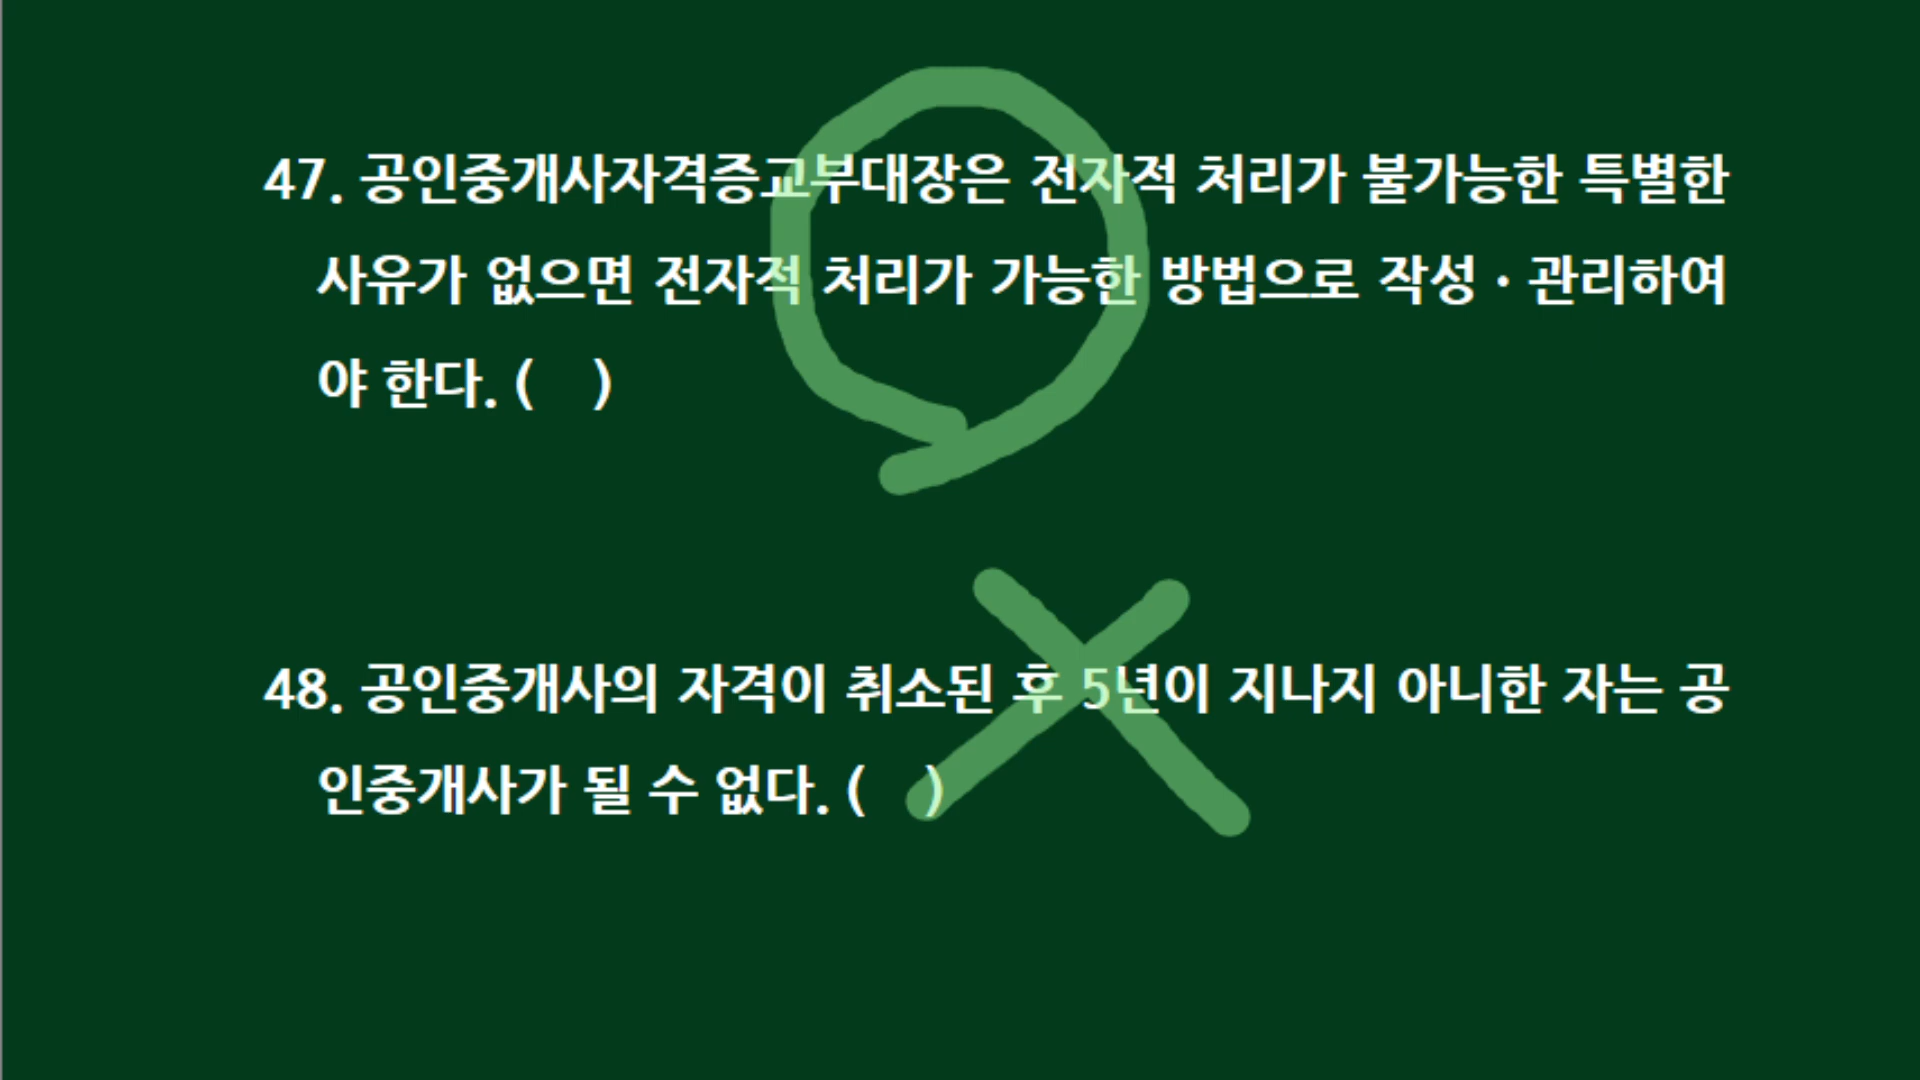 47. 공인중개사자격증교부대장은 전자적 처리가 불가능한 특별한
사유가 없으면 전자적 처리가 가능한 방법으로 작성·관리하여
야 한다. (    )
48. 공인중개사의 자격이 취소된 후 5년이 지나지 아니한 자는 공
인중개사가 될 수 없다. (    )